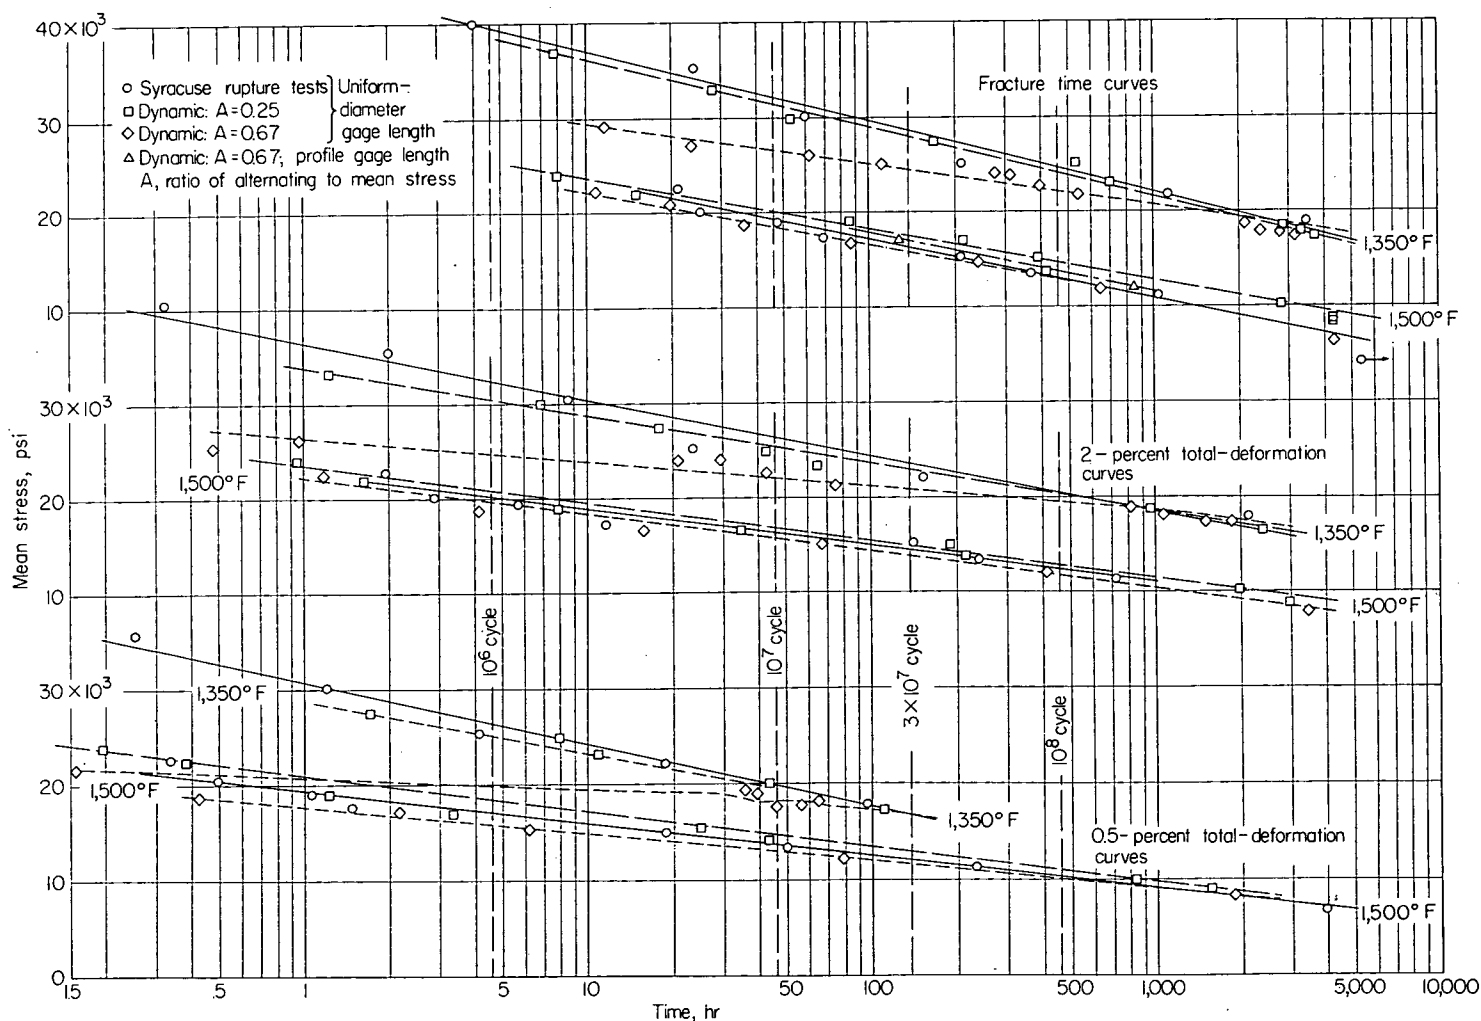 40×10³
○ Syracuse rupture tests
□ Dynamic: A=0.25
◇ Dynamic: A=0.67
Uniform-
diameter
gage length
△ Dynamic: A=0.67; profile gage length
A, ratio of alternating to mean stress
Fracture time curves
30
20
1,350° F
10
1,500° F
30×10³
2-percent total-deformation
curves
1,500° F
20
1,350° F
10
1,500° F
Mean stress, psi
10⁶ cycle
10⁷ cycle
3×10⁷ cycle
10⁸ cycle
30×10³
1,350° F
20
1,500° F
1,350° F
0.5-percent total-deformation
curves
10
1,500° F
0
1.5
.5
1
5
10
50
100
500
1,000
5,000
10,000
Time, hr